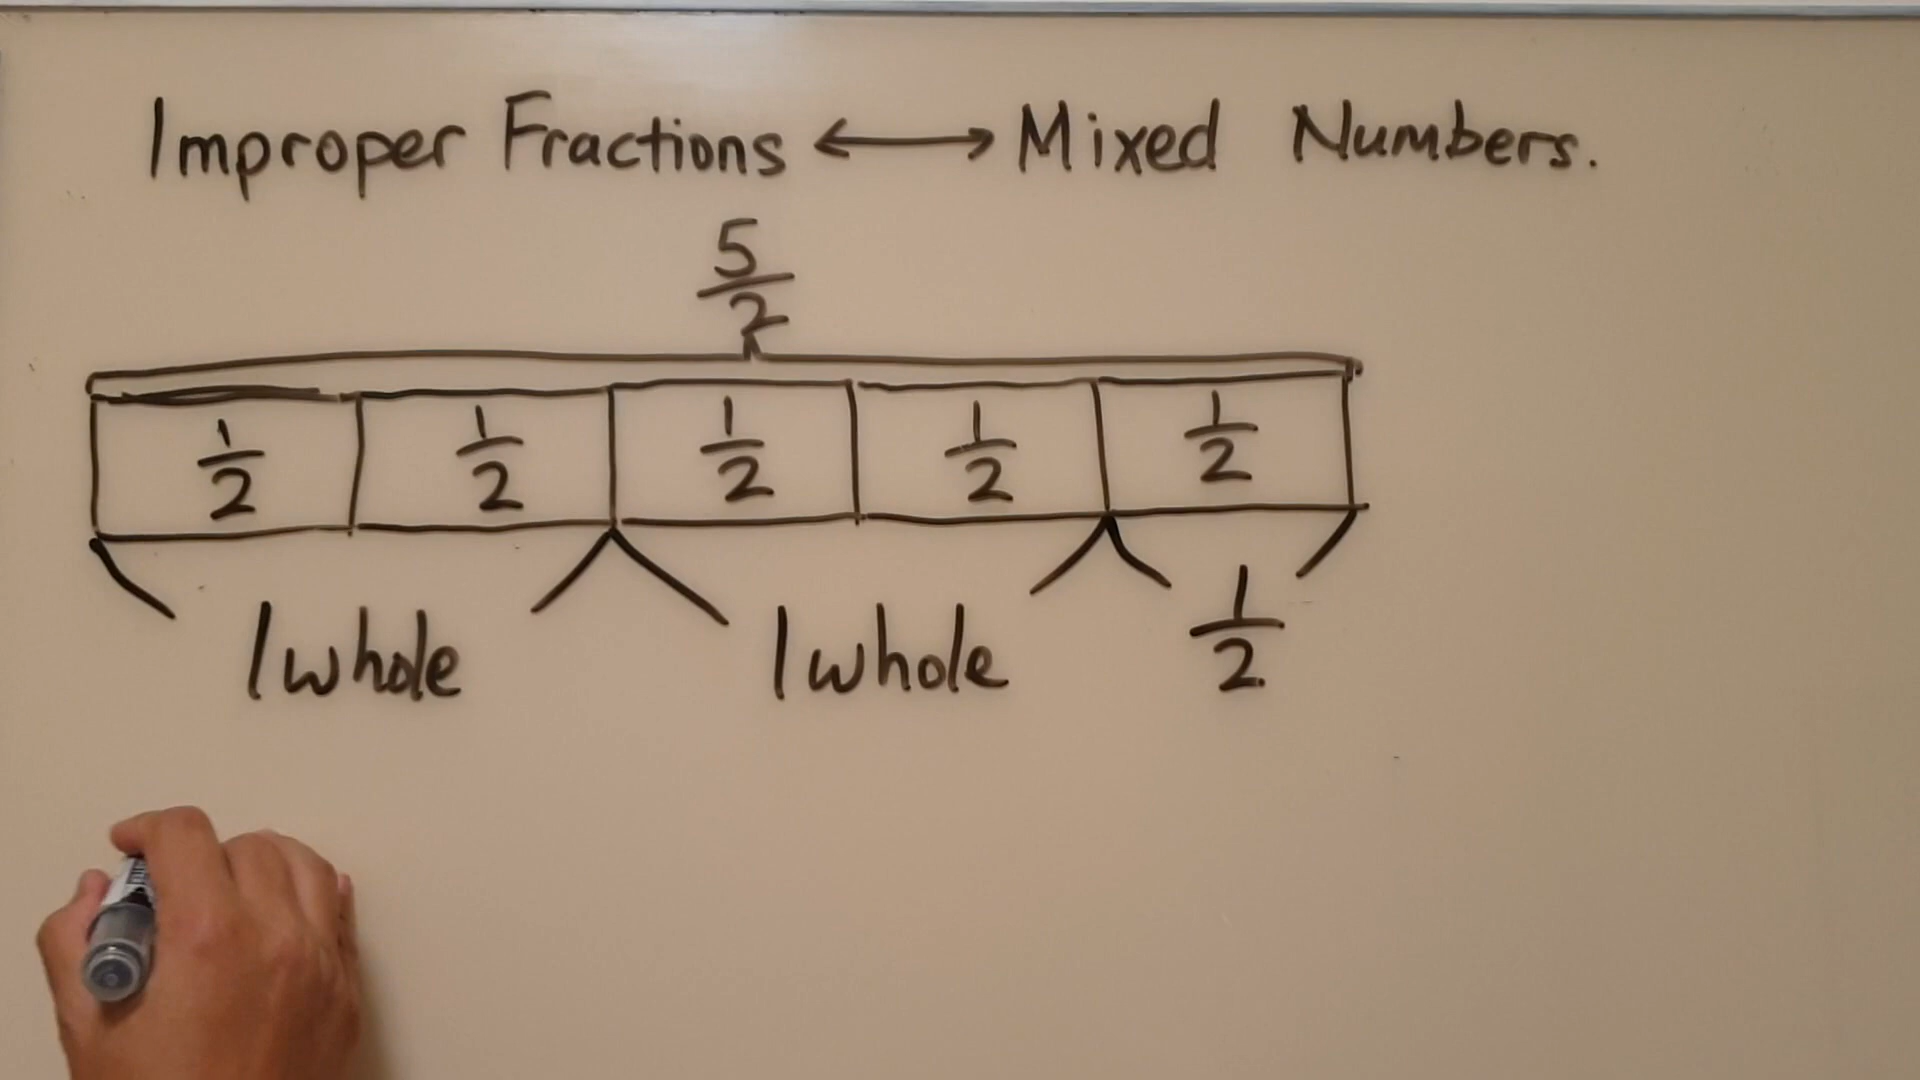 Improper Fractions ⟷ Mixed Numbers.
5/2
1/2 1/2 1/2 1/2 1/2
1 whole 1 whole 1/2